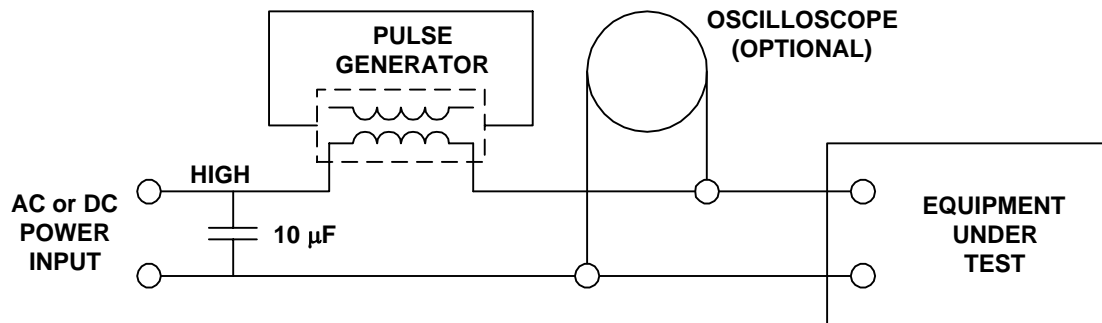 PULSE
GENERATOR
OSCILLOSCOPE
(OPTIONAL)
HIGH
AC or DC
POWER
INPUT
10 μF
EQUIPMENT
UNDER
TEST